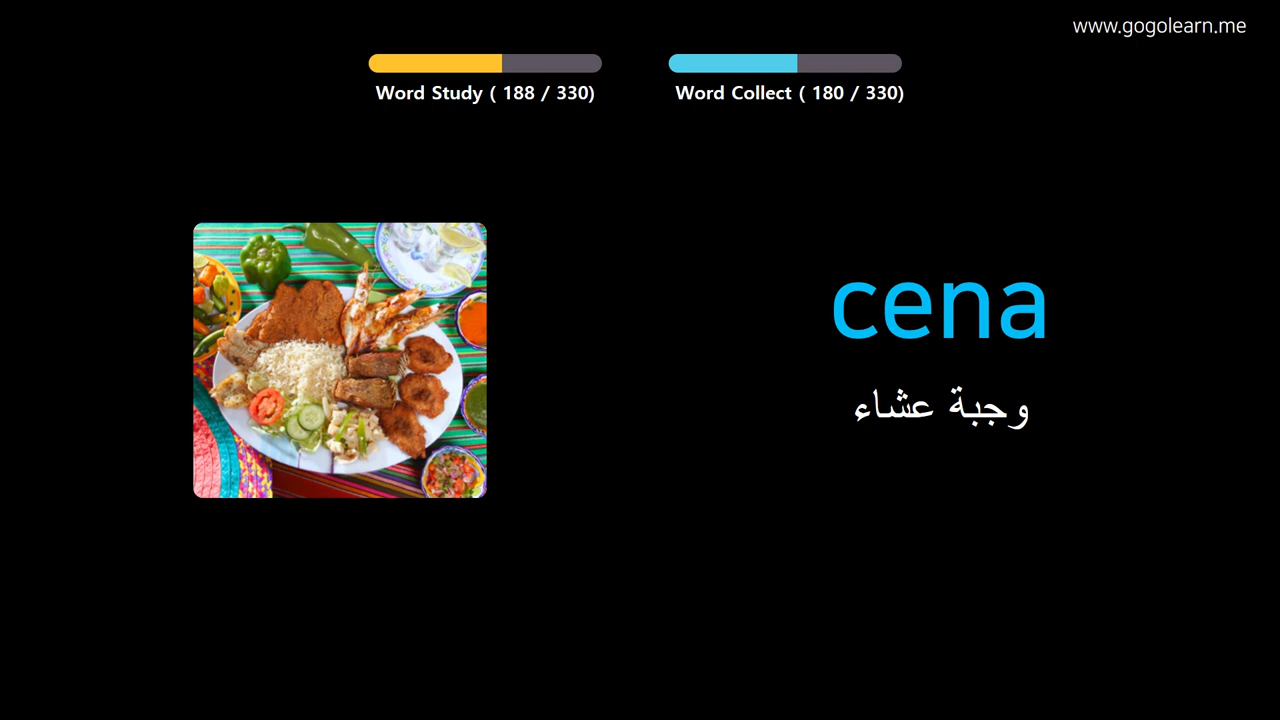 www.gogolearn.me
Word Study ( 188 / 330)
Word Collect ( 180 / 330)
cena
وجبة عشاء